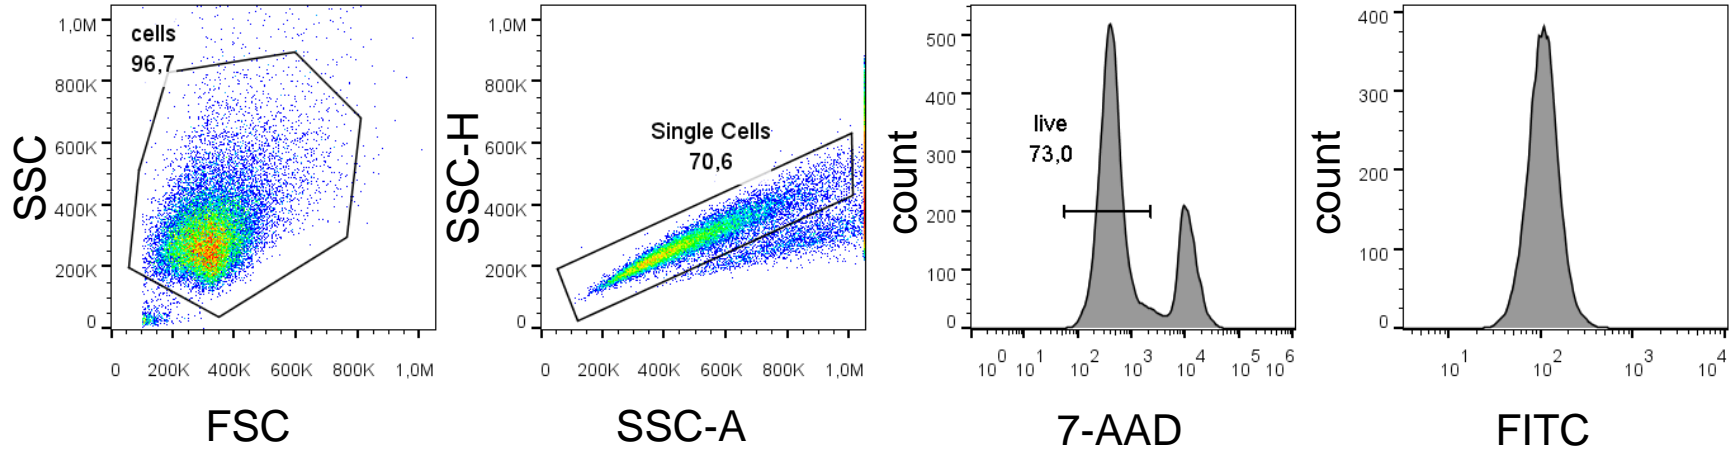 cells
96,7
SSC
1,0M
800K
600K
400K
200K
0
0 200K 400K 600K 800K 1,0M
FSC
Single Cells
70,6
SSC-H
1,0M
800K
600K
400K
200K
0
0 200K 400K 600K 800K 1,0M
SSC-A
live
73,0
count
500
400
300
200
100
0
10^0 10^1 10^2 10^3 10^4 10^5 10^6
7-AAD
count
400
300
200
100
0
10^1 10^2 10^3 10^4
FITC